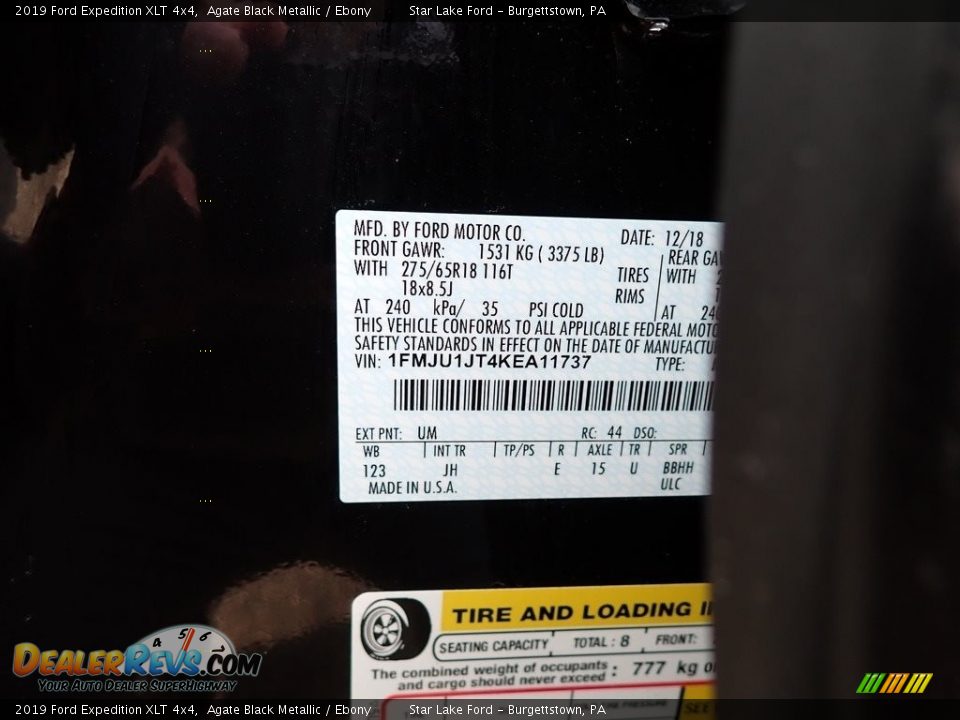 2019 Ford Expedition XLT 4x4, Agate Black Metallic / Ebony Star Lake Ford - Burgettstown, PA
MFD. BY FORD MOTOR CO. DATE: 12/18
FRONT GAWR: 1531 KG ( 3375 LB) REAR
WITH 275/65R18 116T TIRES WITH
18x8.5J RIMS
AT 240 kPa/ 35 PSI COLD AT
THIS VEHICLE CONFORMS TO ALL APPLICABLE FEDERAL
SAFETY STANDARDS IN EFFECT ON THE DATE OF
VIN: 1FMJU1JT4KEA11737 TYPE:
EXT PNT: UM RC: 44 DSO:
WB INT TR TP/PS R AXLE TR SPR
123 JH E 15 U BBHH
MADE IN U.S.A. ULC
TIRE AND LOADING
SEATING CAPACITY TOTAL : 8 FRONT:
The combined weight of occupants : 777 kg
and cargo should never exceed
SEE
4 5 6
DEALERREVS.COM
YOUR AUTO DEALER SUPERHIGHWAY
2019 Ford Expedition XLT 4x4, Agate Black Metallic / Ebony Star Lake Ford - Burgettstown, PA